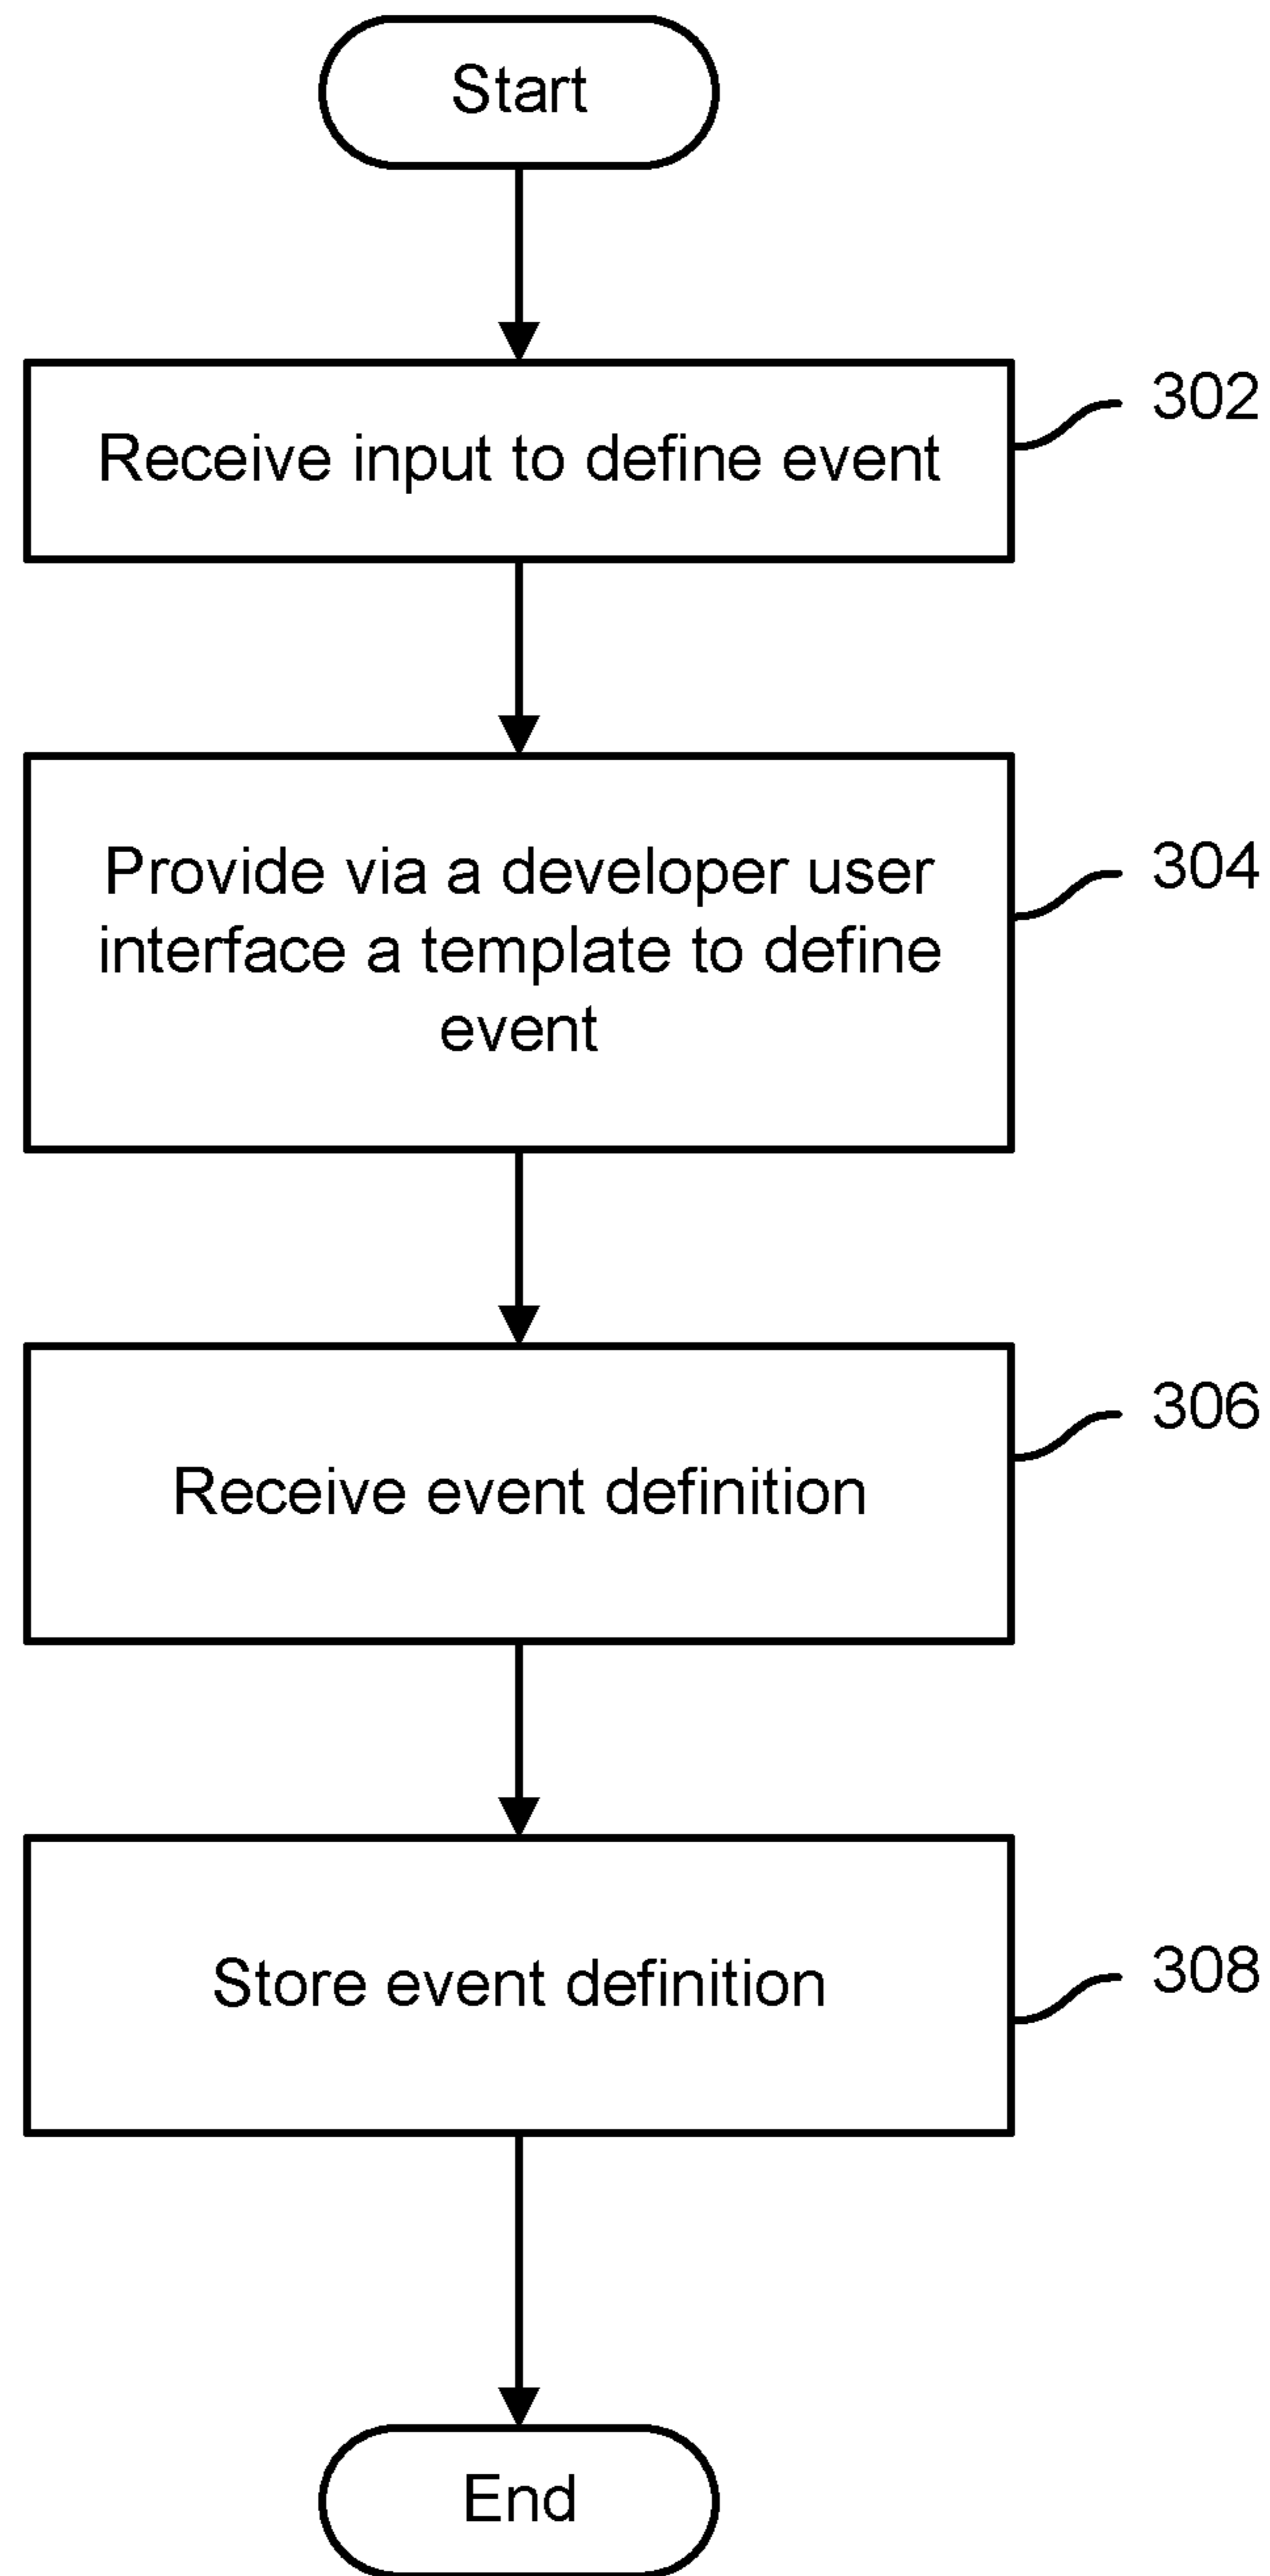 Start
Receive input to define event
302
Provide via a developer user
interface a template to define
event
304
Receive event definition
306
Store event definition
308
End